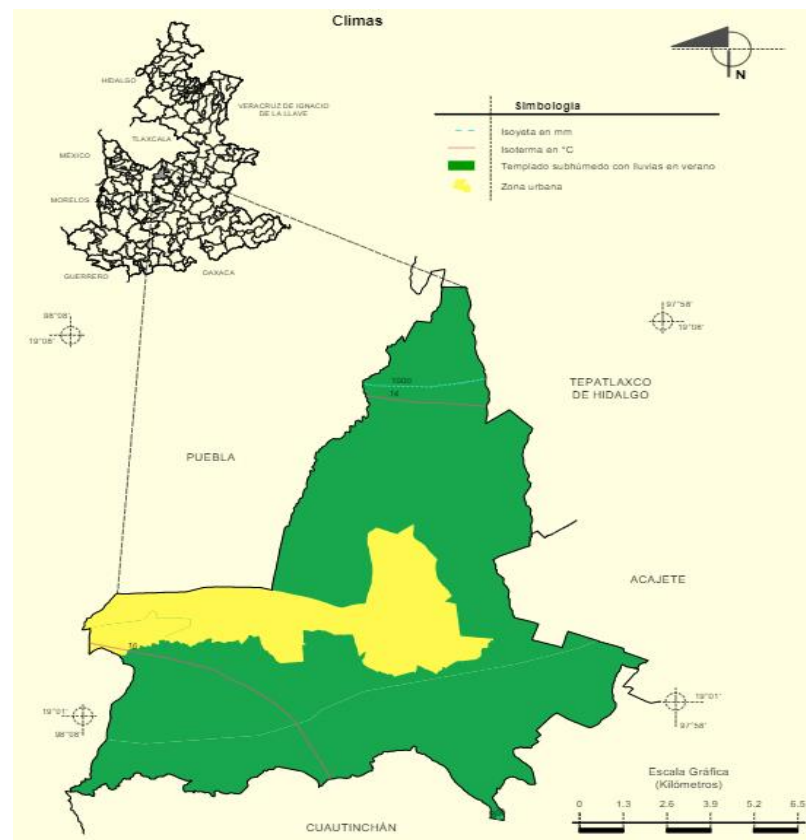 Climas
N
HIDALGO
VERACRUZ DE IGNACIO
DE LA LLAVE
TLAXCALA
MÉXICO
MORELOS
GUERRERO
OAXACA
Simbología
Isoyeta en mm
Isoterma en °C
Templado subhúmedo con lluvias en verano
Zona urbana
98°08'
19°08'
97°58'
19°08'
TEPATLAXCO
DE HIDALGO
1000
14
PUEBLA
ACAJETE
16
19°01'
98°08'
19°01'
97°58'
Escala Gráfica
(Kilómetros)
0 1.3 2.6 3.9 5.2 6.5
CUAUTINCHÁN